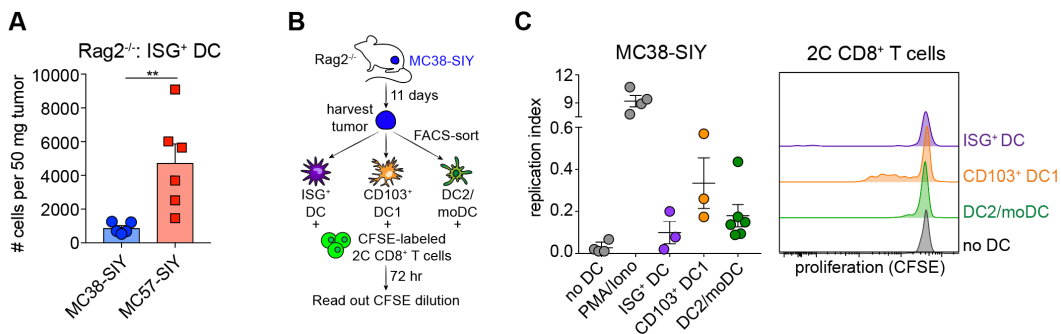 A
Rag2-/-: ISG+ DC
**
# cells per 50 mg tumor
10000
8000
6000
4000
2000
0
MC38-SIY
MC57-SIY
B
Rag2-/-
MC38-SIY
11 days
harvest
tumor
FACS-sort
ISG+
DC
+
CD103+
DC1
+
DC2/
moDC
+
CFSE-labeled
2C CD8+ T cells
72 hr
Read out CFSE dilution
C
MC38-SIY
replication index
12
9
0.6
0.4
0.2
0.0
no DC
PMA/Iono
ISG+ DC
CD103+ DC1
DC2/moDC
2C CD8+ T cells
ISG+ DC
CD103+ DC1
DC2/moDC
no DC
proliferation (CFSE)